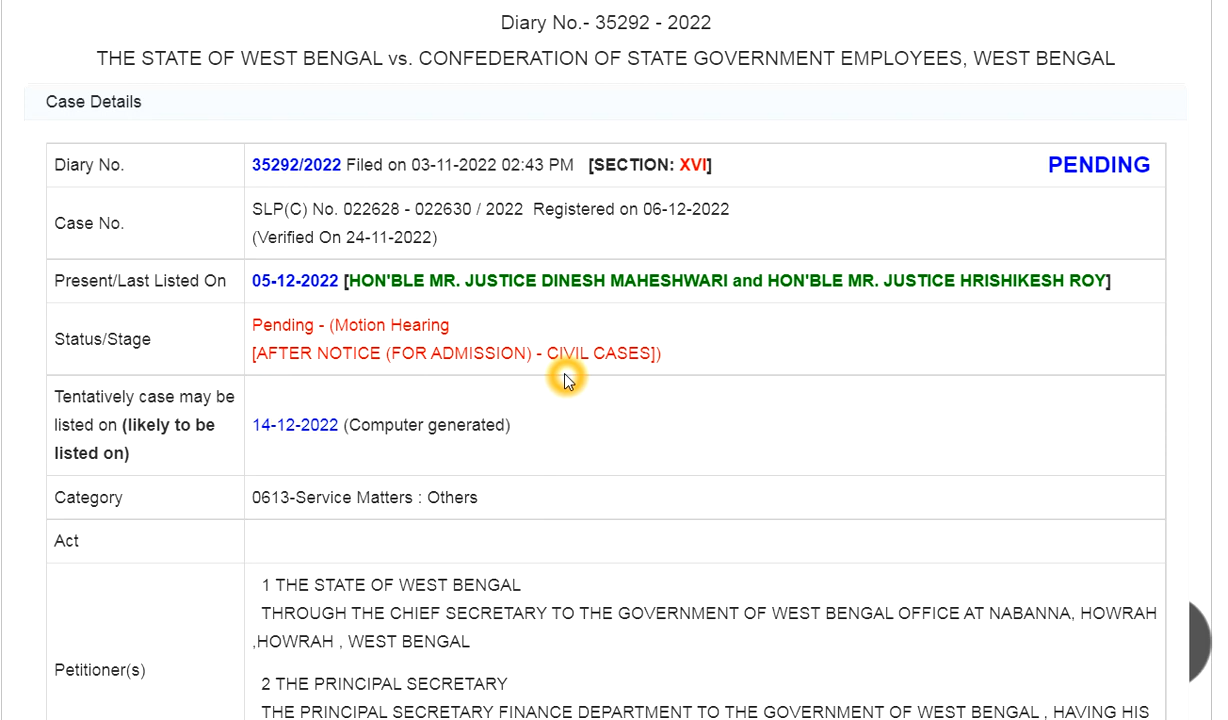 Diary No.- 35292 - 2022
THE STATE OF WEST BENGAL vs. CONFEDERATION OF STATE GOVERNMENT EMPLOYEES, WEST BENGAL
Case Details
Diary No.
35292/2022 Filed on 03-11-2022 02:43 PM [SECTION: XVI]
PENDING
Case No.
SLP(C) No. 022628 - 022630 / 2022 Registered on 06-12-2022
(Verified On 24-11-2022)
Present/Last Listed On
05-12-2022 [HON'BLE MR. JUSTICE DINESH MAHESHWARI and HON'BLE MR. JUSTICE HRISHIKESH ROY]
Status/Stage
Pending - (Motion Hearing
[AFTER NOTICE (FOR ADMISSION) - CIVIL CASES])
Tentatively case may be
listed on (likely to be
listed on)
14-12-2022 (Computer generated)
Category
0613-Service Matters : Others
Act
Petitioner(s)
1 THE STATE OF WEST BENGAL
THROUGH THE CHIEF SECRETARY TO THE GOVERNMENT OF WEST BENGAL OFFICE AT NABANNA, HOWRAH
,HOWRAH , WEST BENGAL
2 THE PRINCIPAL SECRETARY
THE PRINCIPAL SECRETARY FINANCE DEPARTMENT TO THE GOVERNMENT OF WEST BENGAL , HAVING HIS